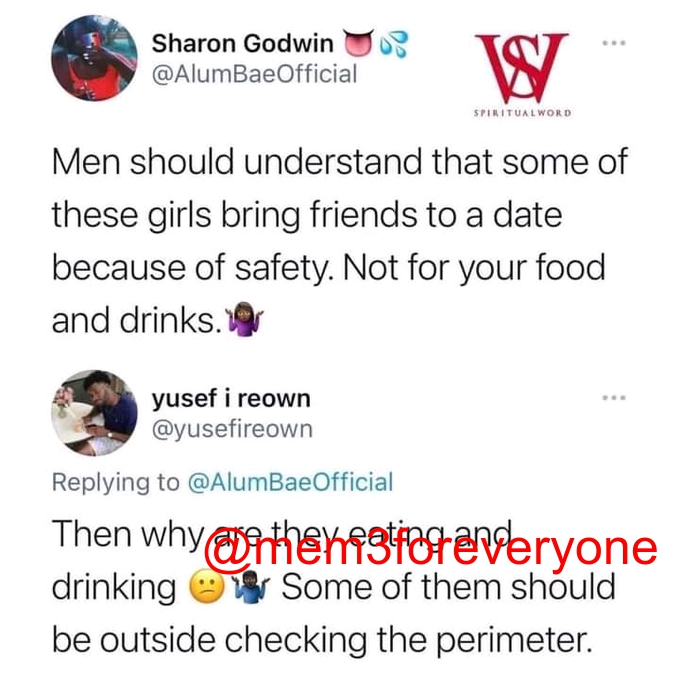 Sharon Godwin 👅💦
@AlumBaeOfficial
SW
SPIRITUALWORD
Men should understand that some of
these girls bring friends to a date
because of safety. Not for your food
and drinks.🤷🏿‍♀️
yusef i reown
@yusefireown
Replying to @AlumBaeOfficial
Then why are they eating and
@mem3foreveryone
drinking 😕🤷🏿‍♂️ Some of them should
be outside checking the perimeter.